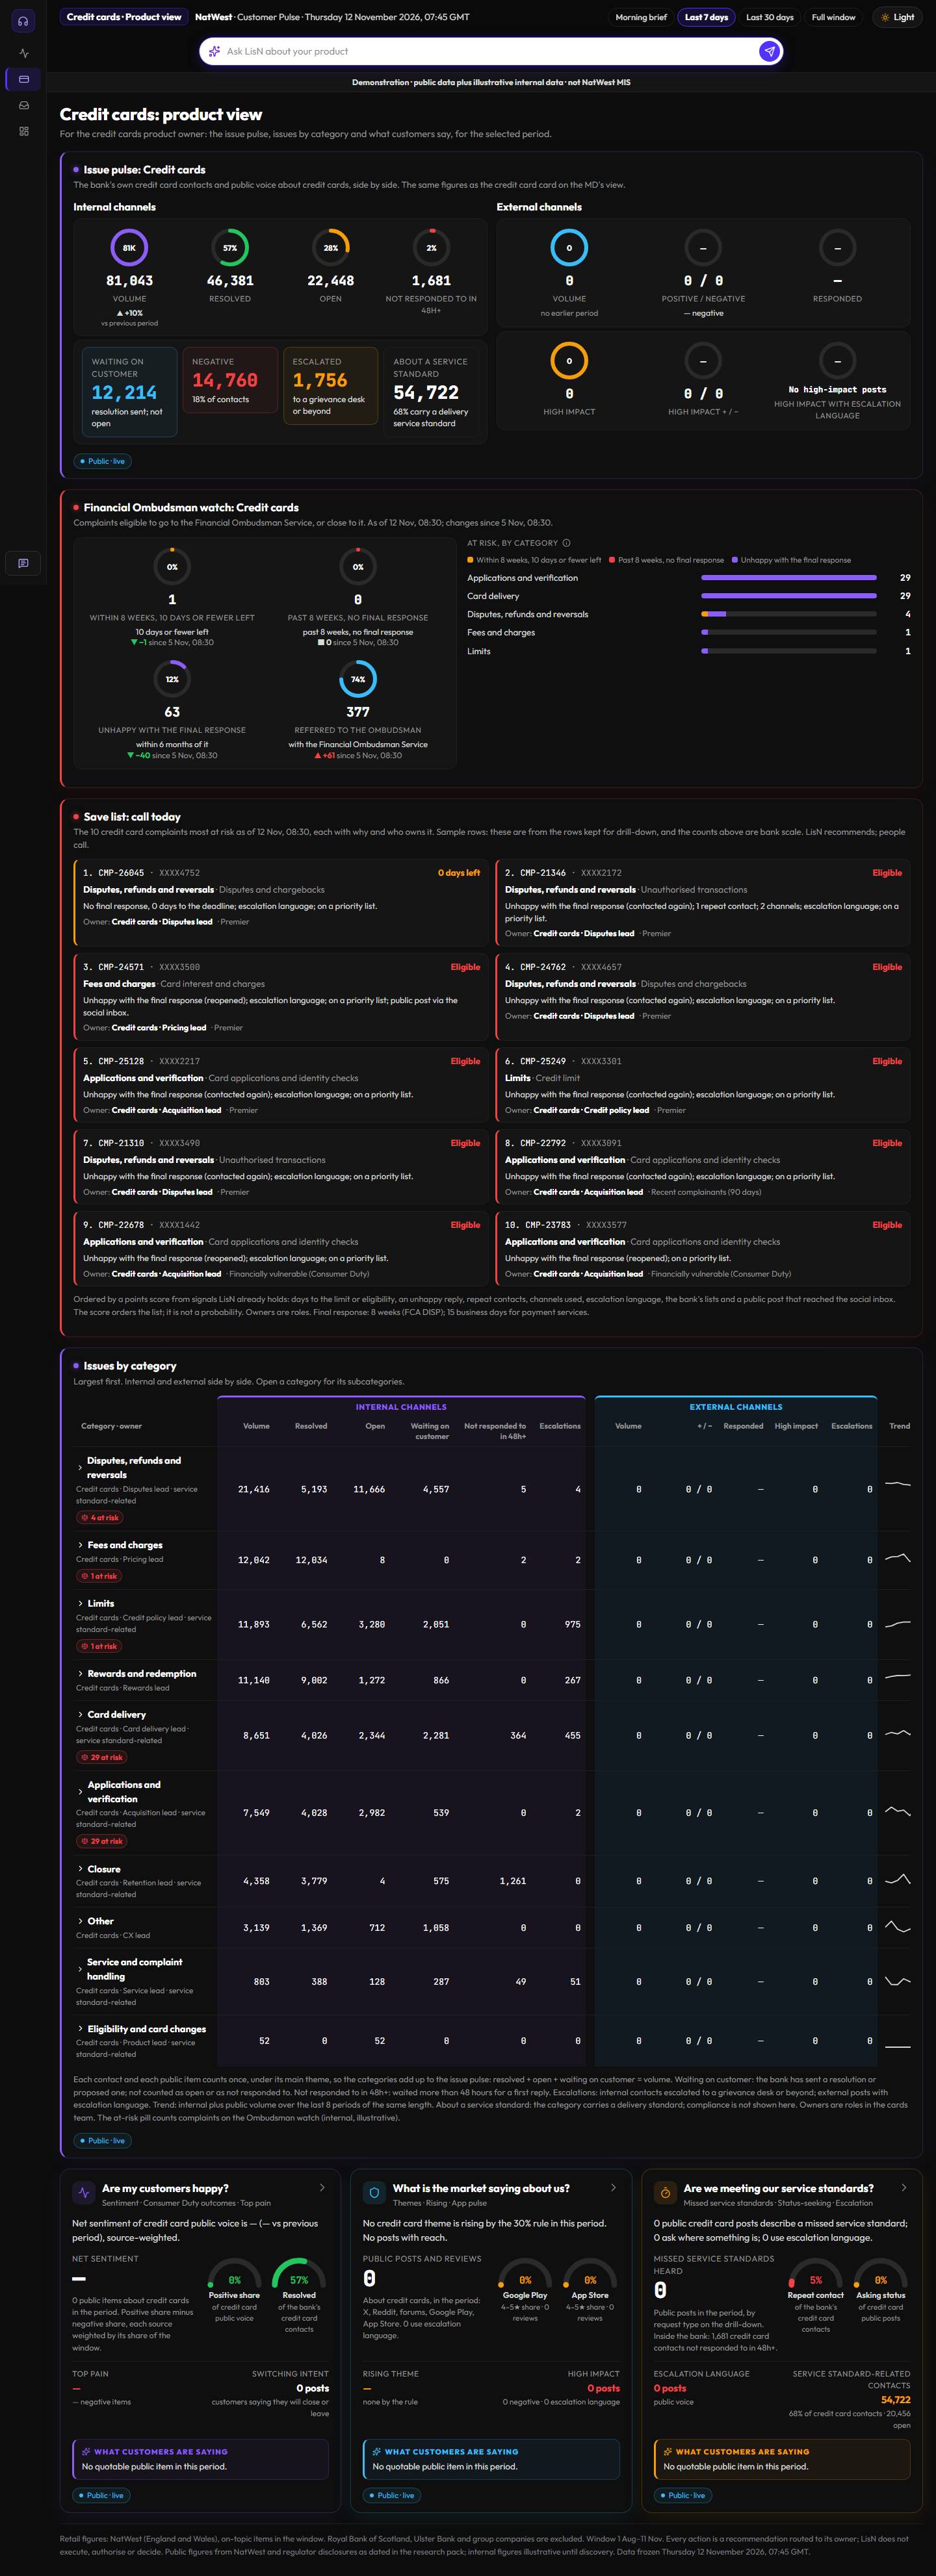 Credit cards · Product view
NatWest · Customer Pulse · Thursday 12 November 2026, 07:45 GMT
Morning brief
Last 7 days
Last 30 days
Full window
Light
Ask LisN about your product
Demonstration · public data plus illustrative internal data · not NatWest MIS
Credit cards: product view
For the credit cards product owner: the issue pulse, issues by category and what customers say, for the selected period.
Issue pulse: Credit cards
The bank's own credit card contacts and public voice about credit cards, side by side. The same figures as the credit card card on the MD's view.
Internal channels
81K
57%
28%
2%
81,043
46,381
22,448
1,681
VOLUME
RESOLVED
OPEN
NOT RESPONDED TO IN
48H+
▲ +10%
vs previous period
WAITING ON
CUSTOMER
12,214
resolution sent; not
open
NEGATIVE
14,760
18% of contacts
ESCALATED
1,756
to a grievance desk
or beyond
ABOUT A SERVICE
STANDARD
54,722
68% carry a delivery
service standard
External channels
0
–
–
0
0 / 0
–
VOLUME
POSITIVE / NEGATIVE
RESPONDED
no earlier period
— negative
0
–
–
0
0 / 0
No high-impact posts
HIGH IMPACT
HIGH IMPACT + / −
HIGH IMPACT WITH ESCALATION
LANGUAGE
Public · live
Financial Ombudsman watch: Credit cards
Complaints eligible to go to the Financial Ombudsman Service, or close to it. As of 12 Nov, 08:30; changes since 5 Nov, 08:30.
0%
0%
1
0
WITHIN 8 WEEKS, 10 DAYS OR FEWER LEFT
PAST 8 WEEKS, NO FINAL RESPONSE
10 days or fewer left
past 8 weeks, no final response
▼ −1 since 5 Nov, 08:30
■ 0 since 5 Nov, 08:30
12%
74%
63
377
UNHAPPY WITH THE FINAL RESPONSE
REFERRED TO THE OMBUDSMAN
within 6 months of it
with the Financial Ombudsman Service
▼ −40 since 5 Nov, 08:30
▲ +61 since 5 Nov, 08:30
AT RISK, BY CATEGORY
Within 8 weeks, 10 days or fewer left
Past 8 weeks, no final response
Unhappy with the final response
Applications and verification 29
Card delivery 29
Disputes, refunds and reversals 4
Fees and charges 1
Limits 1
Save list: call today
The 10 credit card complaints most at risk as of 12 Nov, 08:30, each with why and who owns it. Sample rows: these are from the rows kept for drill-down, and the counts above are bank scale. LisN recommends; people
call.
1. CMP-26045 · XXXX4752
0 days left
Disputes, refunds and reversals · Disputes and chargebacks
No final response, 0 days to the deadline; escalation language; on a priority list.
Owner: Credit cards · Disputes lead · Premier
2. CMP-21346 · XXXX2172
Eligible
Disputes, refunds and reversals · Unauthorised transactions
Unhappy with the final response (contacted again); 1 repeat contact; 2 channels; escalation language; on a
priority list.
Owner: Credit cards · Disputes lead · Premier
3. CMP-24571 · XXXX3500
Eligible
Fees and charges · Card interest and charges
Unhappy with the final response (reopened); escalation language; on a priority list; public post via the
social inbox.
Owner: Credit cards · Pricing lead · Premier
4. CMP-24762 · XXXX4657
Eligible
Disputes, refunds and reversals · Disputes and chargebacks
Unhappy with the final response (contacted again); escalation language; on a priority list.
Owner: Credit cards · Disputes lead · Premier
5. CMP-25128 · XXXX2217
Eligible
Applications and verification · Card applications and identity checks
Unhappy with the final response (contacted again); escalation language; on a priority list.
Owner: Credit cards · Acquisition lead · Premier
6. CMP-25249 · XXXX3301
Eligible
Limits · Credit limit
Unhappy with the final response (contacted again); escalation language; on a priority list.
Owner: Credit cards · Credit policy lead · Premier
7. CMP-21310 · XXXX3490
Eligible
Disputes, refunds and reversals · Unauthorised transactions
Unhappy with the final response (contacted again); escalation language; on a priority list.
Owner: Credit cards · Disputes lead · Premier
8. CMP-22792 · XXXX3091
Eligible
Applications and verification · Card applications and identity checks
Unhappy with the final response (contacted again); escalation language; on a priority list.
Owner: Credit cards · Acquisition lead · Recent complainants (90 days)
9. CMP-22678 · XXXX1442
Eligible
Applications and verification · Card applications and identity checks
Unhappy with the final response (reopened); escalation language; on a priority list.
Owner: Credit cards · Acquisition lead · Financially vulnerable (Consumer Duty)
10. CMP-23783 · XXXX3577
Eligible
Applications and verification · Card applications and identity checks
Unhappy with the final response (reopened); on a priority list.
Owner: Credit cards · Acquisition lead · Financially vulnerable (Consumer Duty)
Ordered by a points score from signals LisN already holds: days to the limit or eligibility, an unhappy reply, repeat contacts, channels used, escalation language, the bank's lists and a public post that reached the social inbox.
The score orders the list; it is not a probability. Owners are roles. Final response: 8 weeks (FCA DISP); 15 business days for payment services.
Issues by category
Largest first. Internal and external side by side. Open a category for its subcategories.
INTERNAL CHANNELS
EXTERNAL CHANNELS
Category · owner
Volume
Resolved
Open
Waiting on
customer
Not responded to
in 48h+
Escalations
Volume
+ / −
Responded
High impact
Escalations
Trend
Disputes, refunds and
reversals
Credit cards · Disputes lead · service
standard-related
4 at risk
21,416 5,193 11,666 4,557 5 4 0 0 / 0 – 0 0
Fees and charges
Credit cards · Pricing lead
1 at risk
12,042 12,034 8 0 2 2 0 0 / 0 – 0 0
Limits
Credit cards · Credit policy lead · service
standard-related
1 at risk
11,893 6,562 3,280 2,051 0 975 0 0 / 0 – 0 0
Rewards and redemption
Credit cards · Rewards lead
11,140 9,002 1,272 866 0 267 0 0 / 0 – 0 0
Card delivery
Credit cards · Card delivery lead ·
service standard-related
29 at risk
8,651 4,026 2,344 2,281 364 455 0 0 / 0 – 0 0
Applications and
verification
Credit cards · Acquisition lead · service
standard-related
29 at risk
7,549 4,028 2,982 539 0 2 0 0 / 0 – 0 0
Closure
Credit cards · Retention lead · service
standard-related
4,358 3,779 4 575 1,261 0 0 0 / 0 – 0 0
Other
Credit cards · CX lead
3,139 1,369 712 1,058 0 0 0 0 / 0 – 0 0
Service and complaint
handling
Credit cards · Service lead · service
standard-related
803 388 128 287 49 51 0 0 / 0 – 0 0
Eligibility and card changes
Credit cards · Product lead · service
standard-related
52 0 52 0 0 0 0 0 / 0 – 0 0
Each contact and each public item counts once, under its main theme, so the categories add up to the issue pulse: resolved + open + waiting on customer = volume. Waiting on customer: the bank has sent a resolution or
proposed one; not counted as open or as not responded to. Not responded to in 48h+: waited more than 48 hours for a first reply. Escalations: internal contacts escalated to a grievance desk or beyond; external posts with
escalation language. Trend: internal plus public volume over the last 8 periods of the same length. About a service standard: the category carries a delivery standard; compliance is not shown here. Owners are roles in the cards
team. The at-risk pill counts complaints on the Ombudsman watch (internal, illustrative).
Public · live
Are my customers happy?
Sentiment · Consumer Duty outcomes · Top pain
Net sentiment of credit card public voice is — (— vs previous
period), source-weighted.
NET SENTIMENT
—
0 public items about credit cards
in the period. Positive share minus
negative share, each source
weighted by its share of the
window.
0%
Positive share
of credit card
public voice
57%
Resolved
of the bank's
credit card
contacts
TOP PAIN
—
— negative items
SWITCHING INTENT
0 posts
customers saying they will close or
leave
WHAT CUSTOMERS ARE SAYING
No quotable public item in this period.
Public · live
What is the market saying about us?
Themes · Rising · App pulse
No credit card theme is rising by the 30% rule in this period.
No posts with reach.
PUBLIC POSTS AND REVIEWS
0
About credit cards, in the period:
X, Reddit, forums, Google Play,
App Store. 0 use escalation
language.
0%
Google Play
4–5★ share · 0
reviews
0%
App Store
4–5★ share · 0
reviews
RISING THEME
—
none by the rule
HIGH IMPACT
0 posts
0 negative · 0 escalation language
WHAT CUSTOMERS ARE SAYING
No quotable public item in this period.
Public · live
Are we meeting our service standards?
Missed service standards · Status-seeking · Escalation
0 public credit card posts describe a missed service standard;
0 ask where something is; 0 use escalation language.
MISSED SERVICE STANDARDS
HEARD
0
Public posts in the period, by
request type on the drill-down.
Inside the bank: 1,681 credit card
contacts not responded to in 48h+.
5%
Repeat contact
of the bank's
credit card
contacts
0%
Asking status
of credit card
public posts
ESCALATION LANGUAGE
0 posts
public voice
SERVICE STANDARD-RELATED
CONTACTS
54,722
68% of credit card contacts · 20,456
open
WHAT CUSTOMERS ARE SAYING
No quotable public item in this period.
Public · live
Retail figures: NatWest (England and Wales), on-topic items in the window. Royal Bank of Scotland, Ulster Bank and group companies are excluded. Window 1 Aug–11 Nov. Every action is a recommendation routed to its owner; LisN does not
execute, authorise or decide. Public figures from NatWest and regulator disclosures as dated in the research pack; internal figures illustrative until discovery. Data frozen Thursday 12 November 2026, 07:45 GMT.